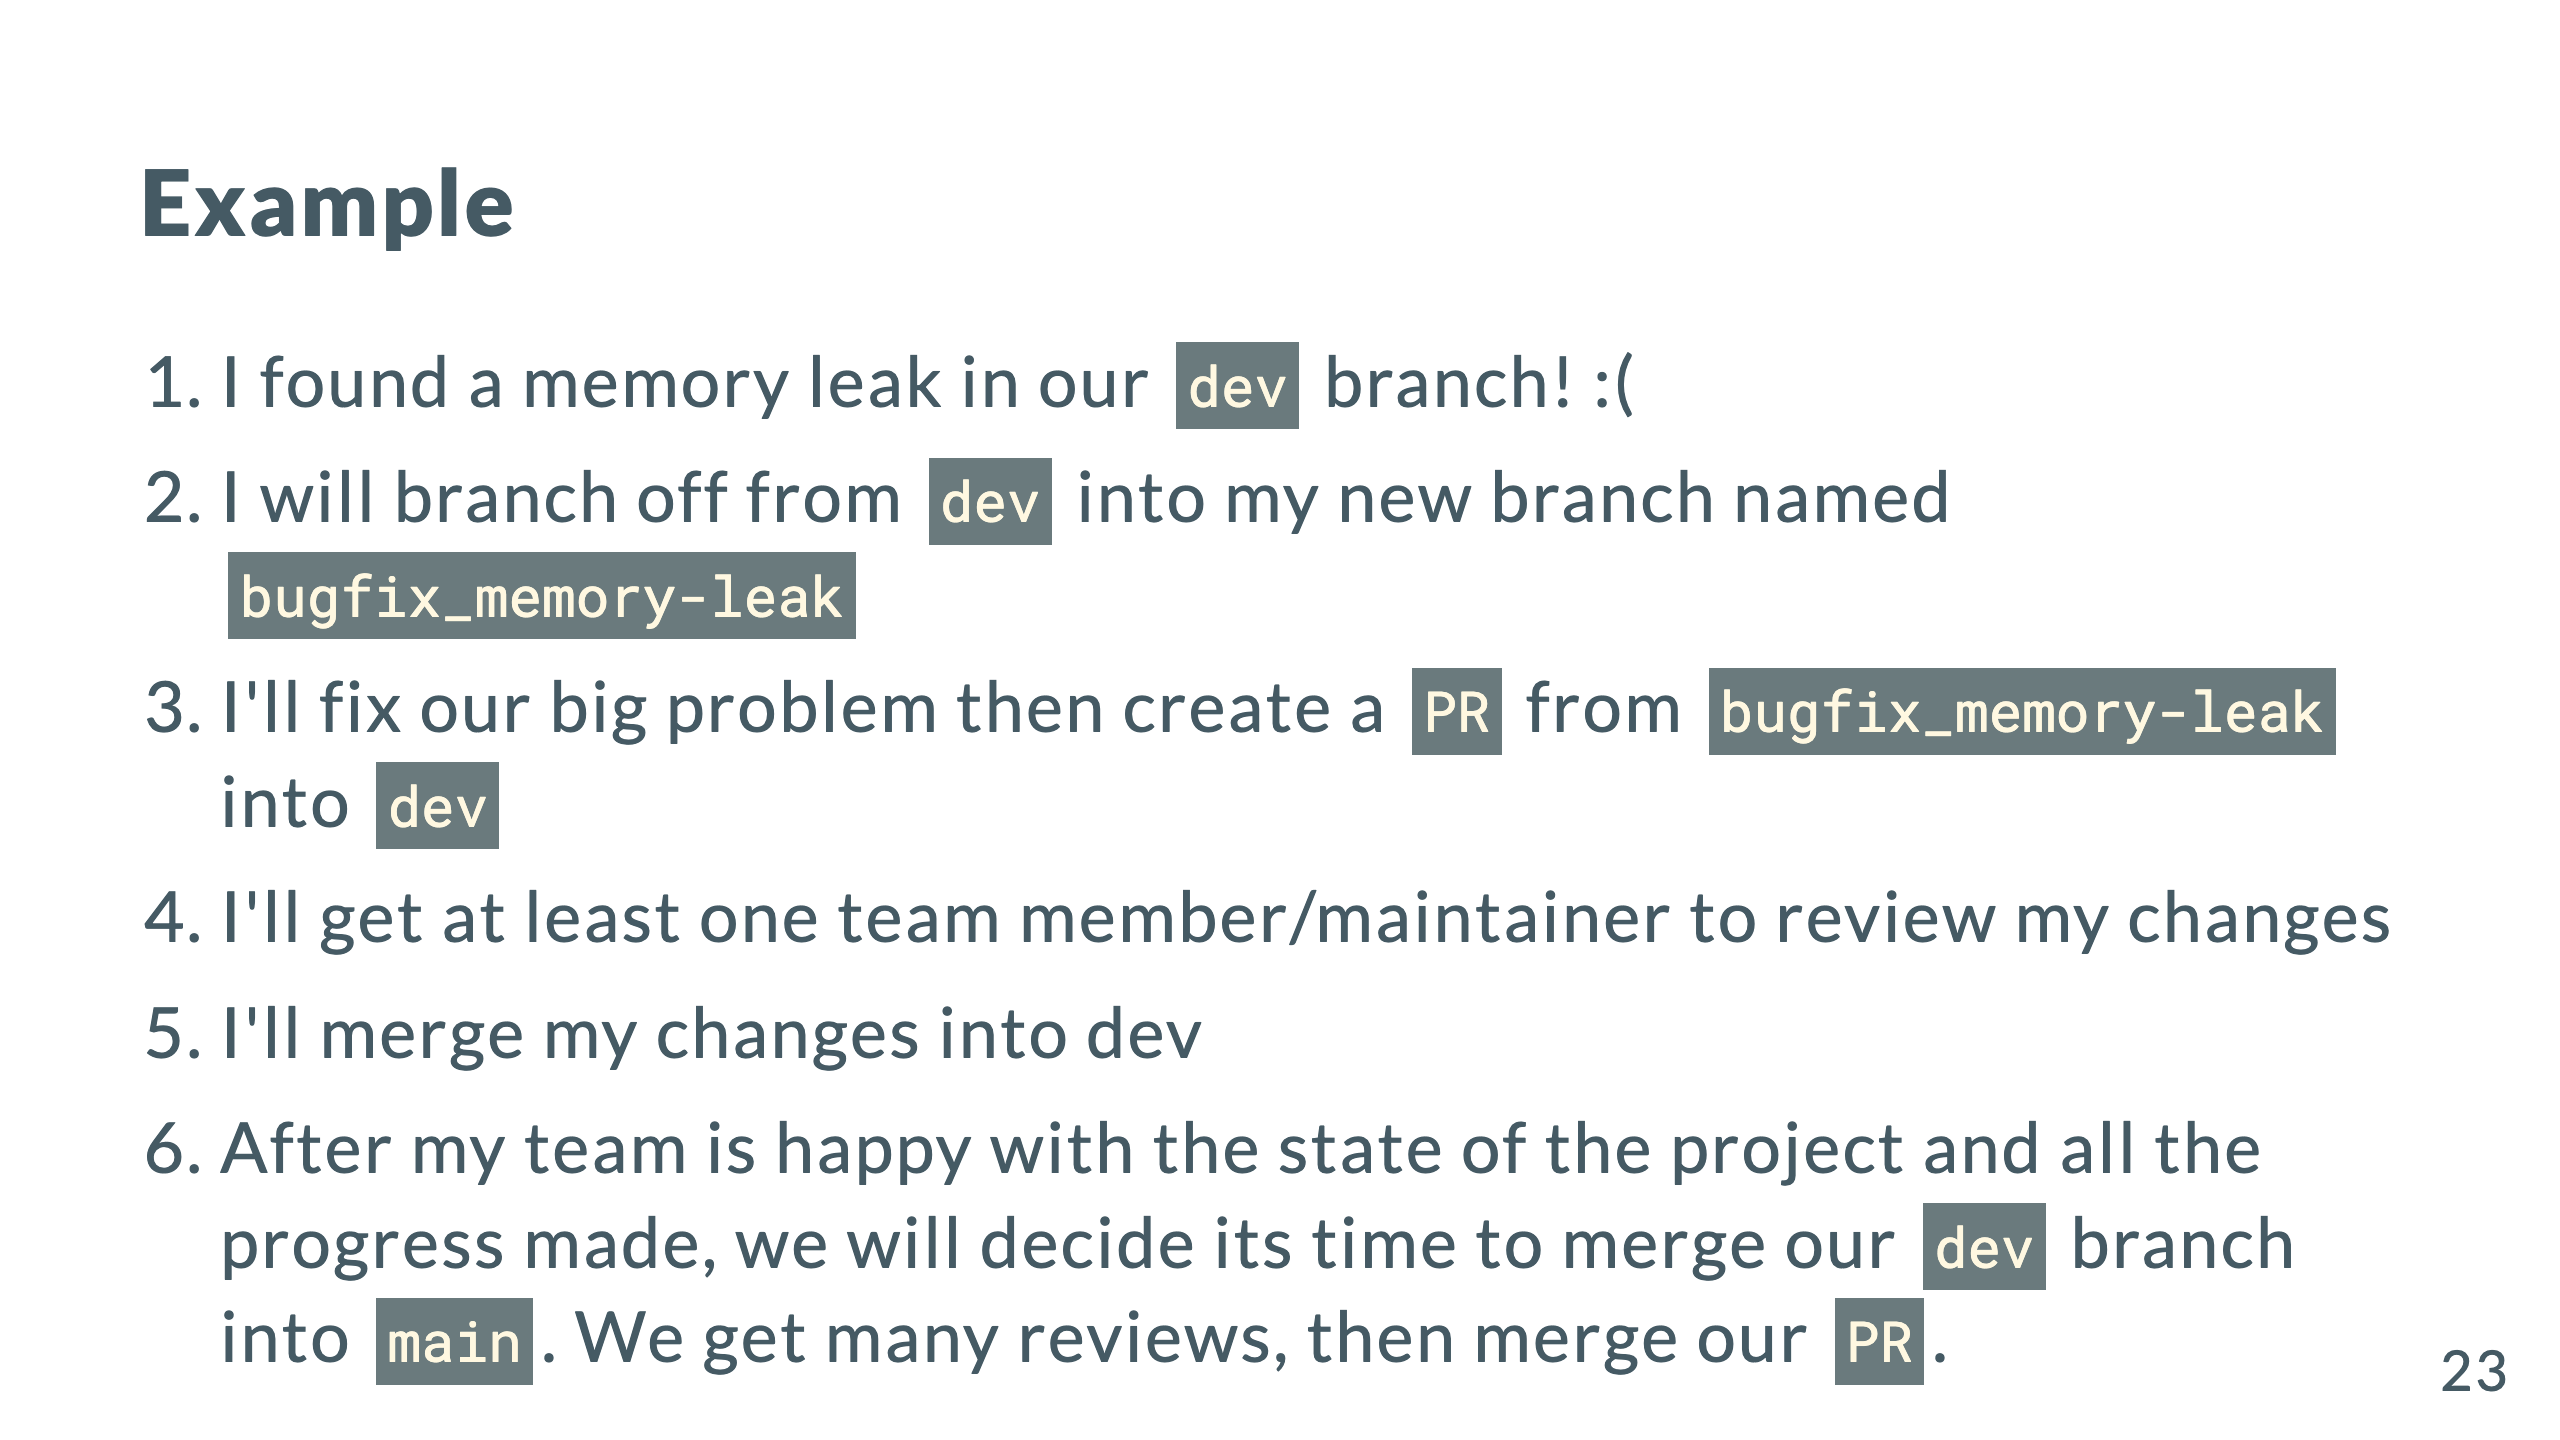 Example
1. I found a memory leak in our dev branch! :(
2. I will branch off from dev into my new branch named
bugfix_memory-leak
3. I'll fix our big problem then create a PR from bugfix_memory-leak
into dev
4. I'll get at least one team member/maintainer to review my changes
5. I'll merge my changes into dev
6. After my team is happy with the state of the project and all the
progress made, we will decide its time to merge our dev branch
into main. We get many reviews, then merge our PR.
23